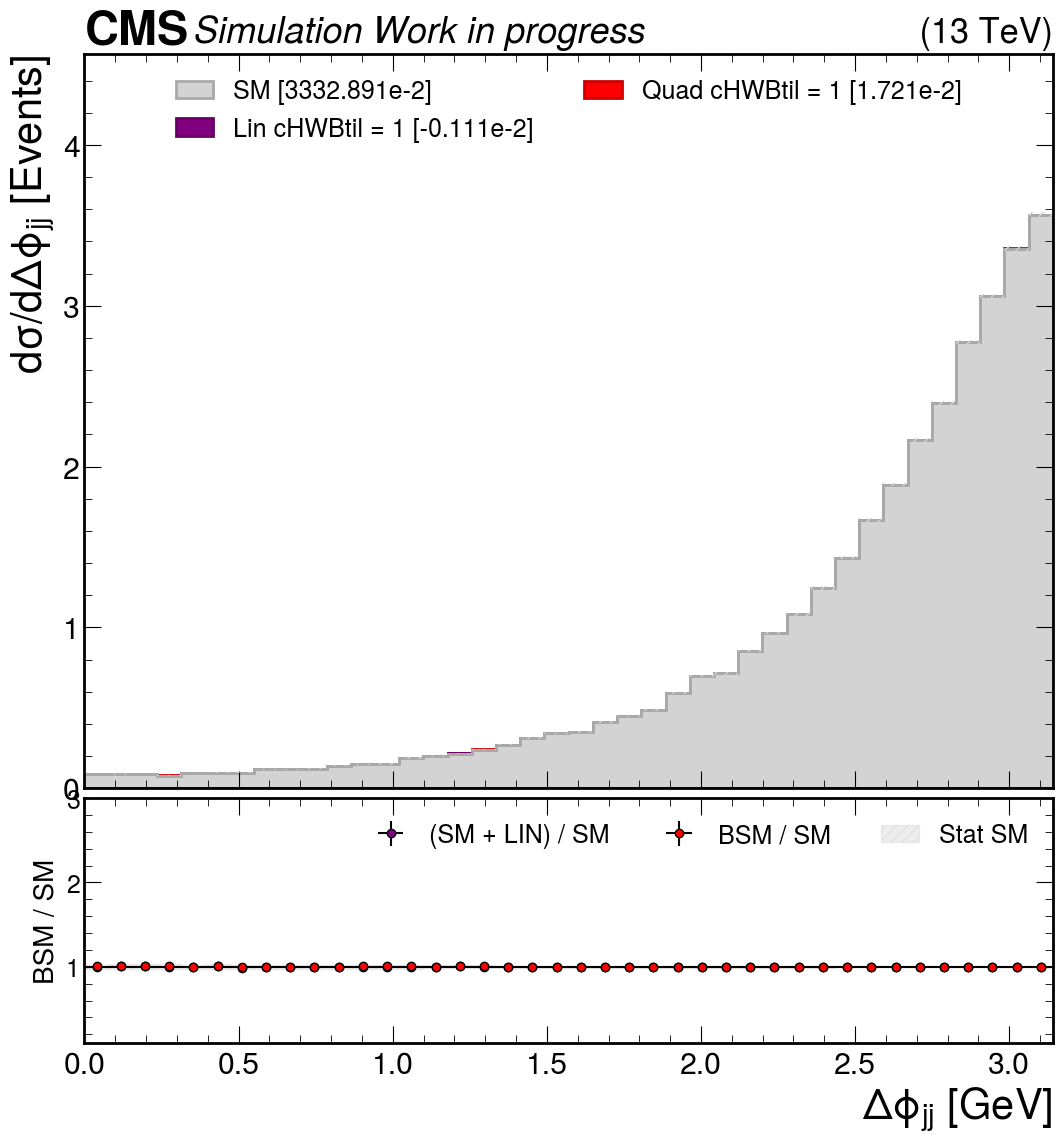 CMS Simulation Work in progress (13 TeV)
SM [3332.891e-2] Quad cHWBtil = 1 [1.721e-2]
Lin cHWBtil = 1 [-0.111e-2]
dσ/dΔϕjj [Events]
4
3
2
1
0
(SM + LIN) / SM BSM / SM Stat SM
BSM / SM
3
2
1
0.0 0.5 1.0 1.5 2.0 2.5 3.0
Δϕjj [GeV]